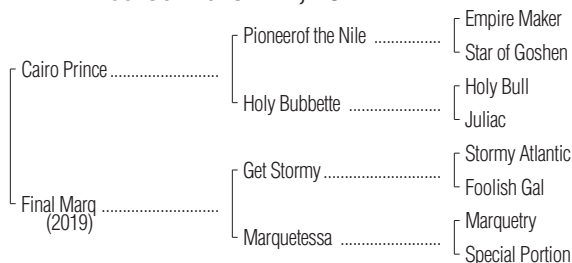 Empire Maker
Pioneerof the Nile ..................
Star of Goshen
Cairo Prince ........................
Holy Bull
Holy Bubbette .....................
Juliac
Stormy Atlantic
Get Stormy ..........................
Foolish Gal
Final Marq ..........................
(2019)
Marquetry
Marquetessa ......................
Special Portion